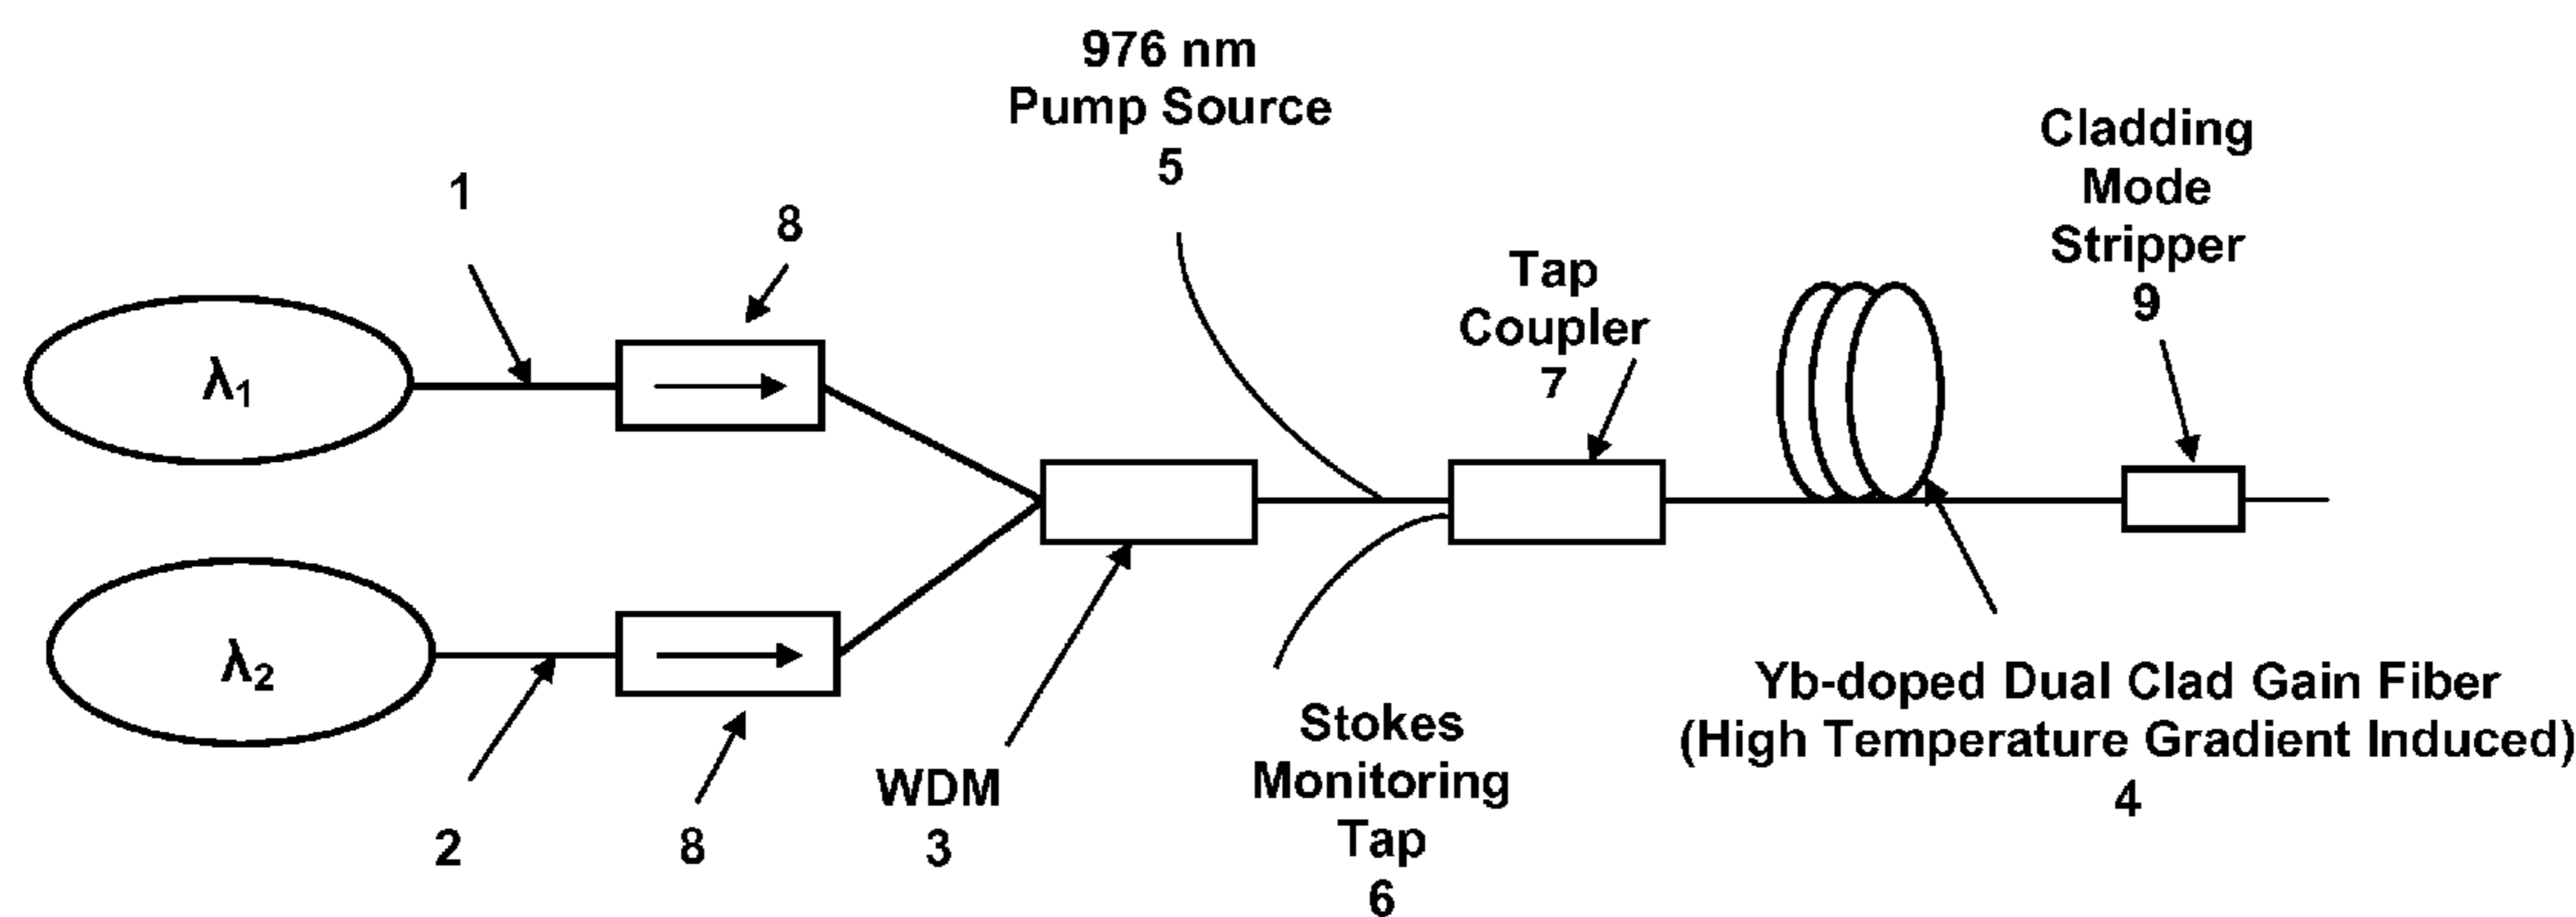 976 nm
Pump Source
5
Cladding
Mode
Stripper
9
1
8
Tap
Coupler
7
λ1
λ2
Yb-doped Dual Clad Gain Fiber
(High Temperature Gradient Induced)
4
Stokes
Monitoring
Tap
6
WDM
3
2
8